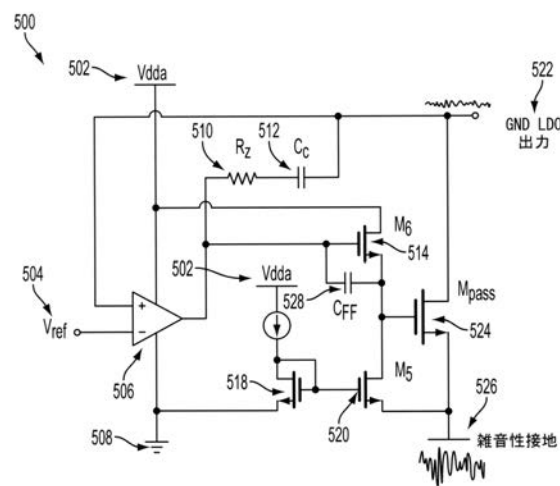 500
502
Vdda
522
GND LDO
出力
510
512
Rz
Cc
M6
514
502
504
Vdda
528
CFF
Mpass
524
Vref
+
−
506
518
M5
520
526
508
雑音性接地